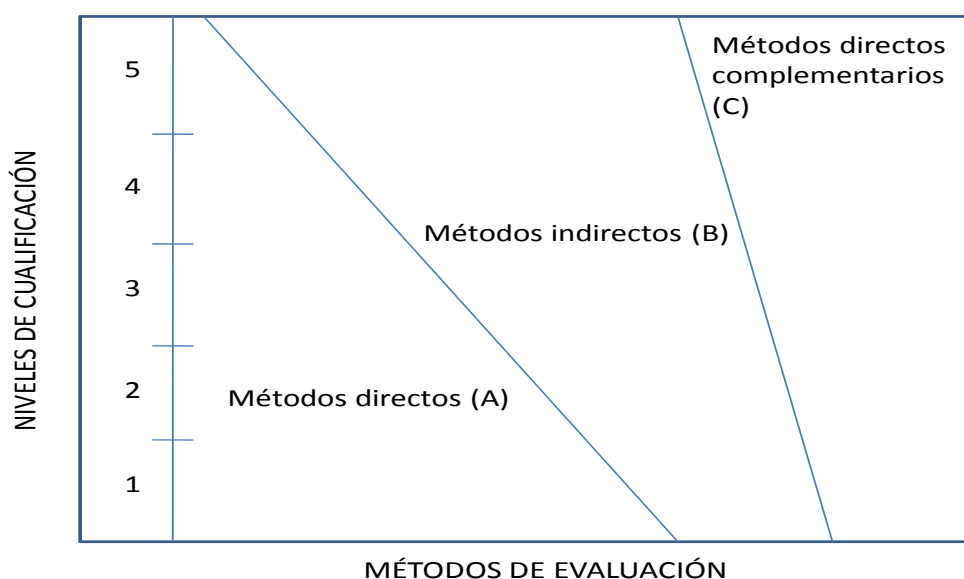 NIVELES DE CUALIFICACIÓN
5
4
3
2
1
Métodos directos
complementarios
(C)
Métodos indirectos (B)
Métodos directos (A)
MÉTODOS DE EVALUACIÓN